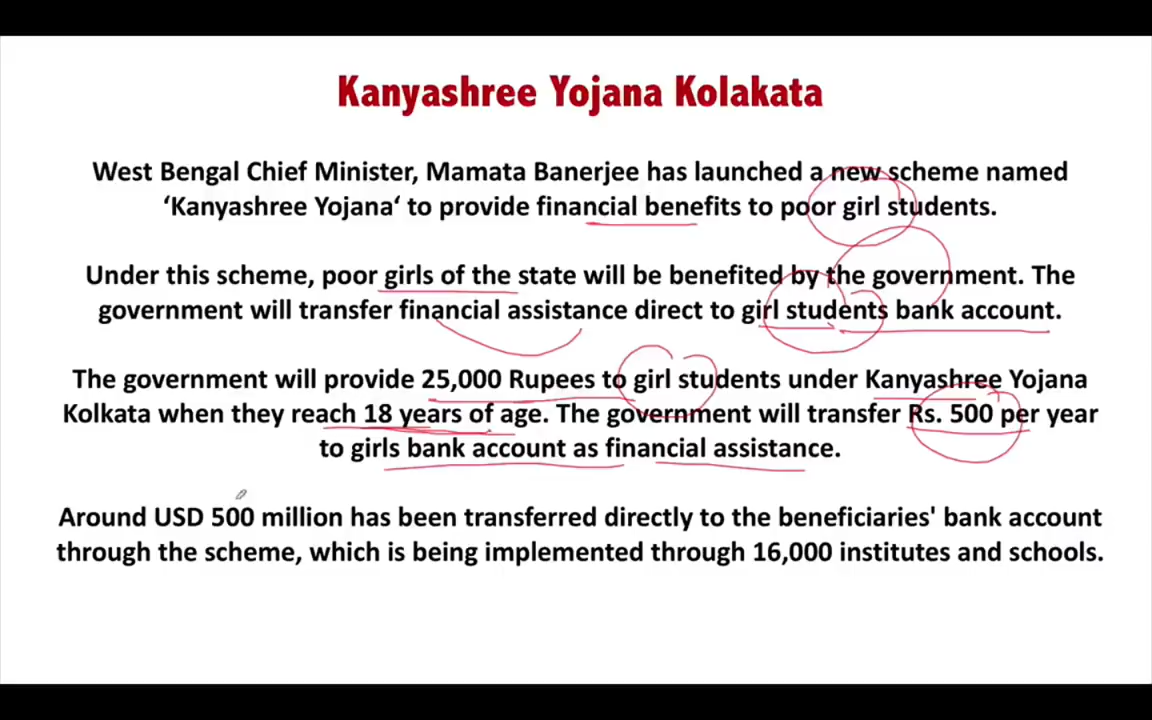 Kanyashree Yojana Kolakata
West Bengal Chief Minister, Mamata Banerjee has launched a new scheme named
‘Kanyashree Yojana‘ to provide financial benefits to poor girl students.
Under this scheme, poor girls of the state will be benefited by the government. The
government will transfer financial assistance direct to girl students bank account.
The government will provide 25,000 Rupees to girl students under Kanyashree Yojana
Kolkata when they reach 18 years of age. The government will transfer Rs. 500 per year
to girls bank account as financial assistance.
Around USD 500 million has been transferred directly to the beneficiaries' bank account
through the scheme, which is being implemented through 16,000 institutes and schools.